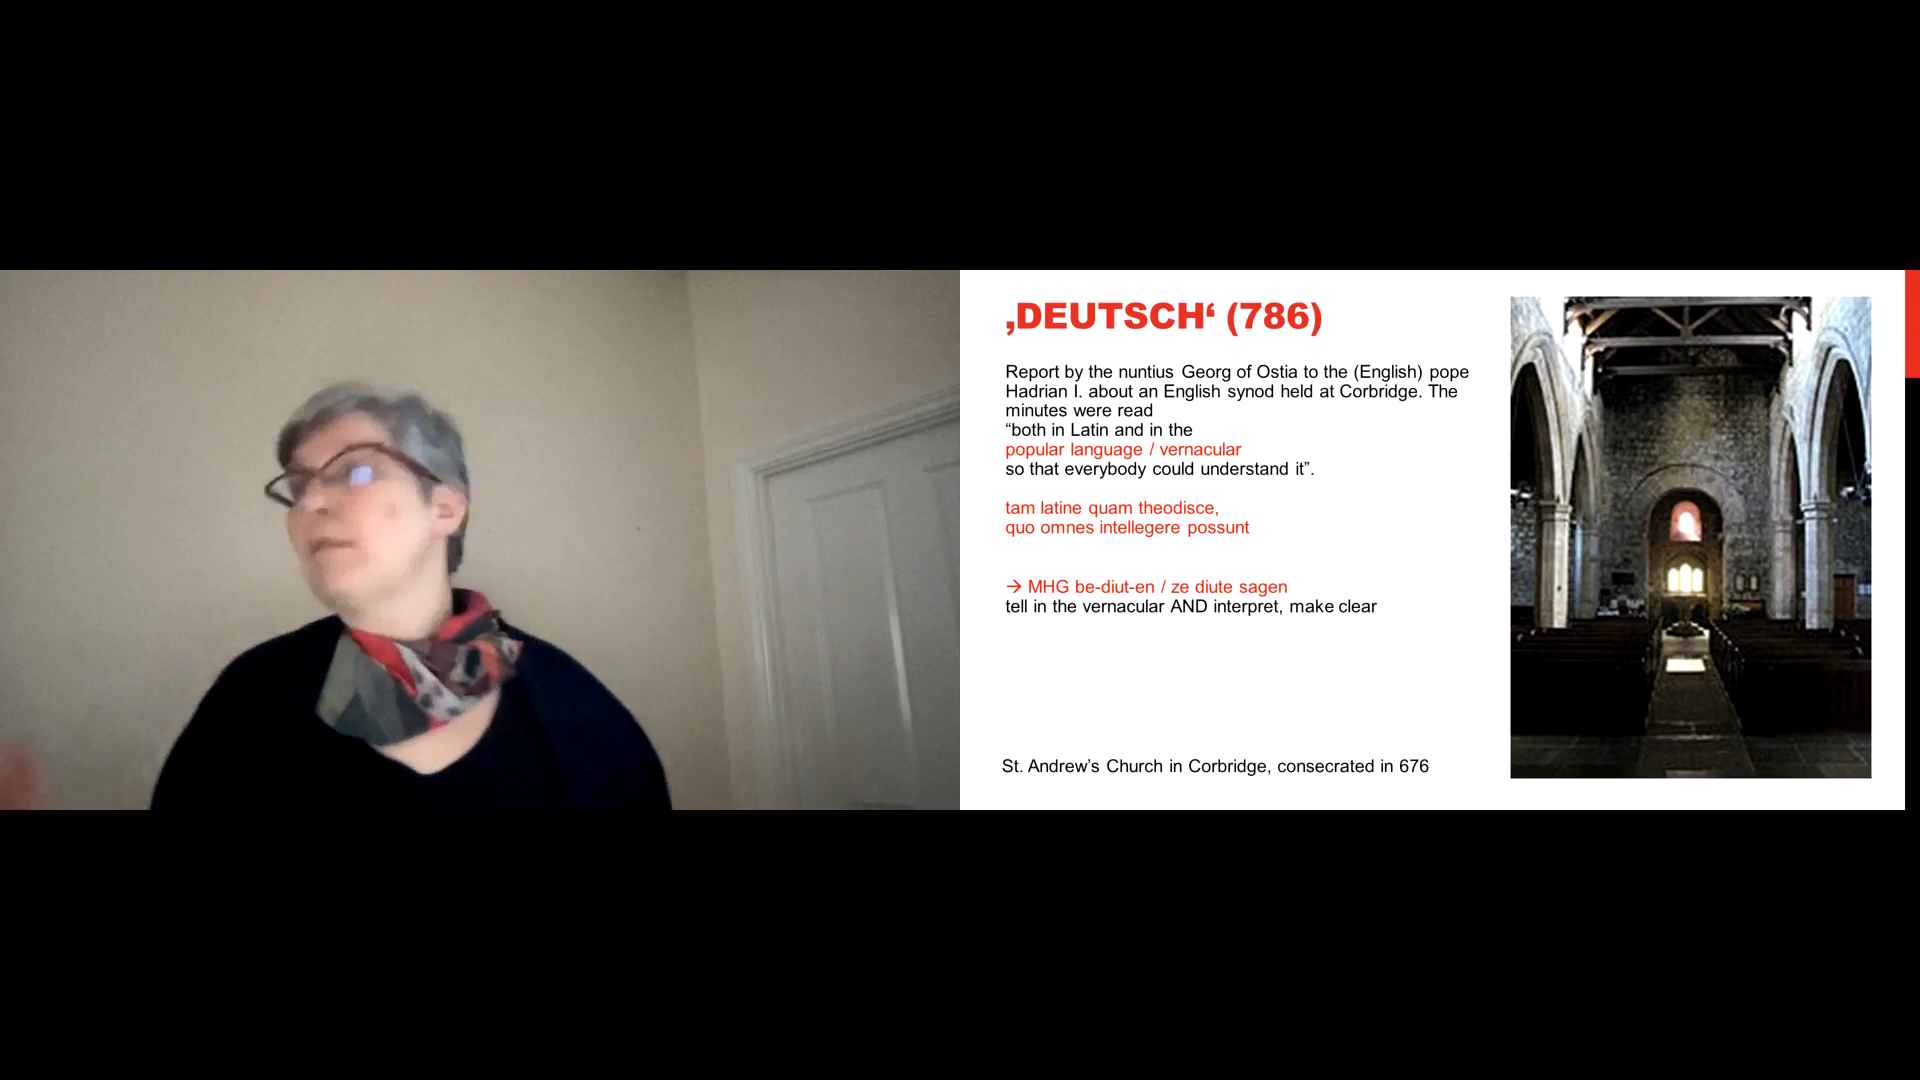 ‚DEUTSCH‘ (786)
Report by the nuntius Georg of Ostia to the (English) pope
Hadrian I. about an English synod held at Corbridge. The
minutes were read
“both in Latin and in the
popular language / vernacular
so that everybody could understand it”.
tam latine quam theodisce,
quo omnes intellegere possunt
→ MHG be-diut-en / ze diute sagen
tell in the vernacular AND interpret, make clear
St. Andrew’s Church in Corbridge, consecrated in 676